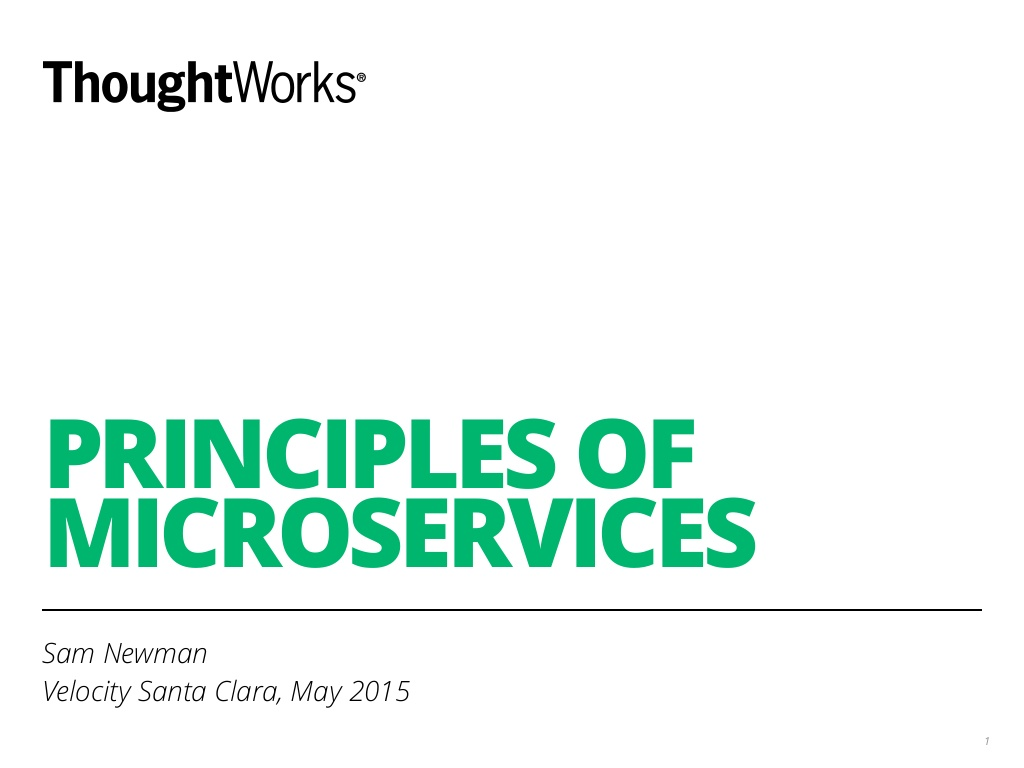 ThoughtWorks®
PRINCIPLES OF
MICROSERVICES
Sam Newman
Velocity Santa Clara, May 2015
1